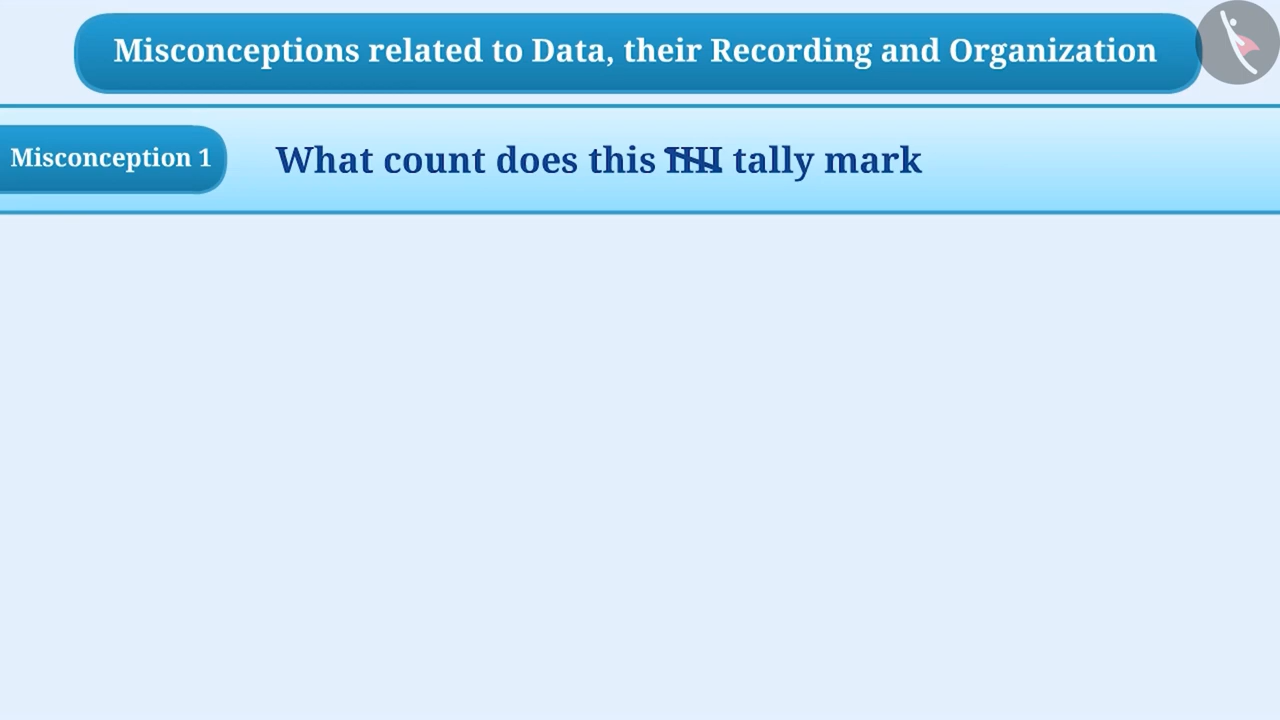 Misconceptions related to Data, their Recording and Organization
Misconception 1
What count does this I̶I̶I̶I̶ tally mark